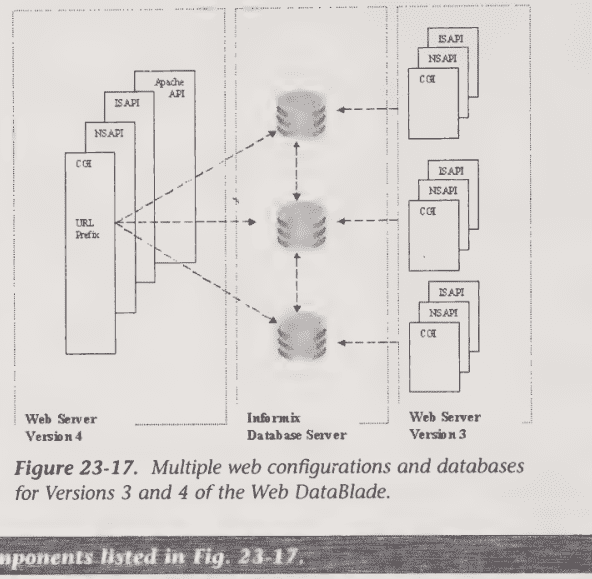 Apache
API
ISAPI
NSAPI
CGI
URL
Prefix
ISAPI
NSAPI
CGI
ISAPI
NSAPI
CGI
ISAPI
NSAPI
CGI
Web Server
Version 4
Informix
Database Server
Web Server
Version 3
Figure 23-17. Multiple web configurations and databases
for Versions 3 and 4 of the Web DataBlade.
mponents listed in Fig. 23-17.